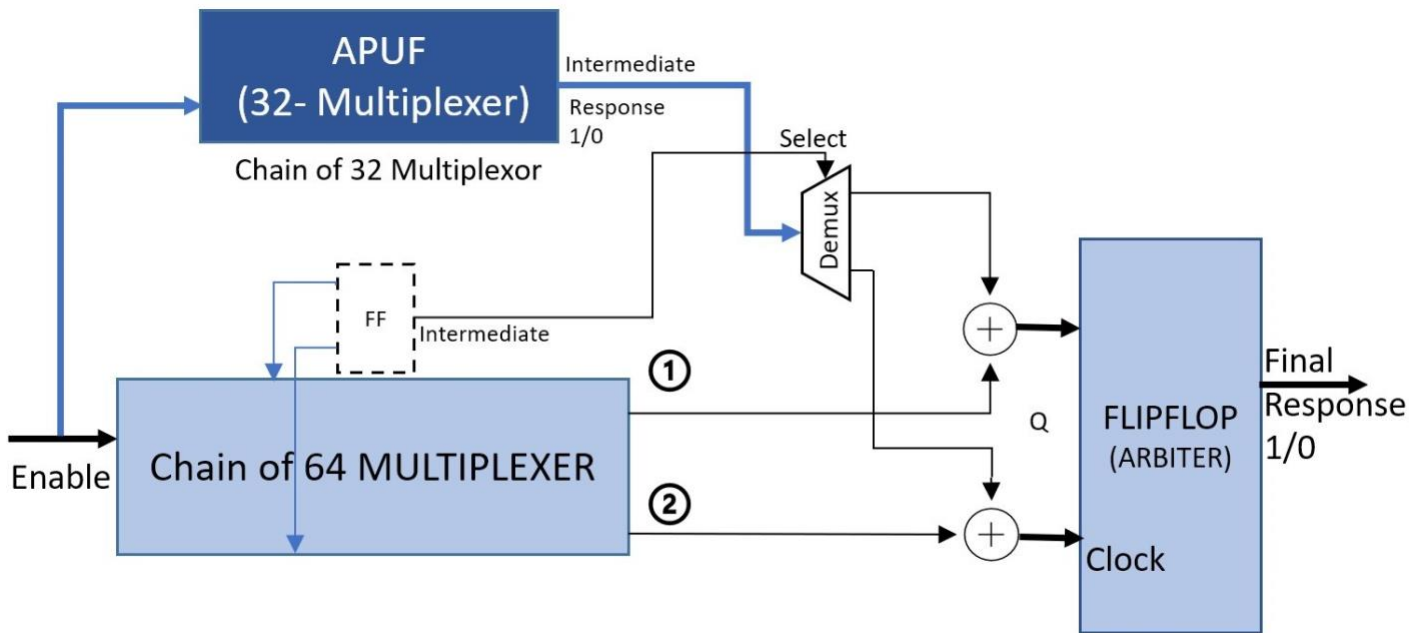 APUF
(32- Multiplexer)
Chain of 32 Multiplexor
Intermediate
Response
1/0
Select
Demux
FF
Intermediate
1
Enable
Chain of 64 MULTIPLEXER
2
+
+
Q
FLIPFLOP
(ARBITER)
Clock
Final
Response
1/0